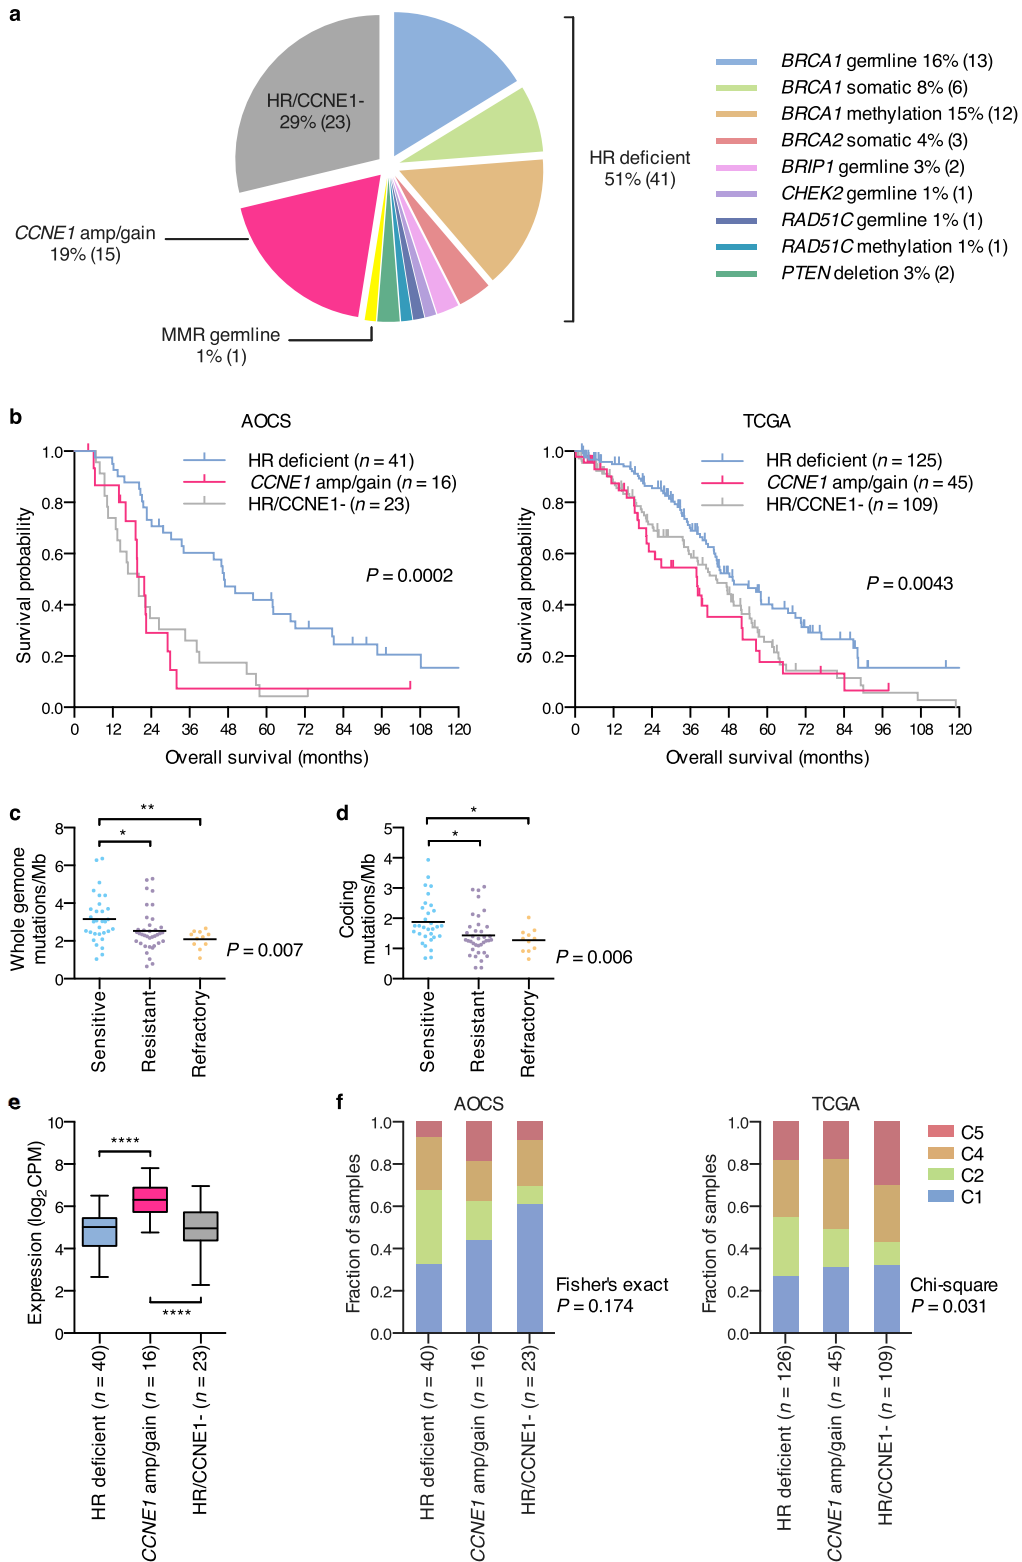 a
HR/CCNE1-
29% (23)
CCNE1 amp/gain
19% (15)
MMR germline
1% (1)
HR deficient
51% (41)
BRCA1 germline 16% (13)
BRCA1 somatic 8% (6)
BRCA1 methylation 15% (12)
BRCA2 somatic 4% (3)
BRIP1 germline 3% (2)
CHEK2 germline 1% (1)
RAD51C germline 1% (1)
RAD51C methylation 1% (1)
PTEN deletion 3% (2)
b
AOCS
Survival probability
1.0
0.8
0.6
0.4
0.2
0.0
HR deficient (n = 41)
CCNE1 amp/gain (n = 16)
HR/CCNE1- (n = 23)
P = 0.0002
0 12 24 36 48 60 72 84 96 108 120
Overall survival (months)
TCGA
Survival probability
1.0
0.8
0.6
0.4
0.2
0.0
HR deficient (n = 125)
CCNE1 amp/gain (n = 45)
HR/CCNE1- (n = 109)
P = 0.0043
0 12 24 36 48 60 72 84 96 108 120
Overall survival (months)
c
Whole gemone
mutations/Mb
8
6
4
2
0
**
*
P = 0.007
Sensitive
Resistant
Refractory
d
Coding
mutations/Mb
5
4
3
2
1
0
*
*
P = 0.006
Sensitive
Resistant
Refractory
e
Expression (log2CPM)
10
8
6
4
2
0
****
****
HR deficient (n = 40)
CCNE1 amp/gain (n = 16)
HR/CCNE1- (n = 23)
f
AOCS
Fraction of samples
1.0
0.8
0.6
0.4
0.2
0.0
Fisher's exact
P = 0.174
HR deficient (n = 40)
CCNE1 amp/gain (n = 16)
HR/CCNE1- (n = 23)
TCGA
Fraction of samples
1.0
0.8
0.6
0.4
0.2
0.0
C5
C4
C2
C1
Chi-square
P = 0.031
HR deficient (n = 126)
CCNE1 amp/gain (n = 45)
HR/CCNE1- (n = 109)